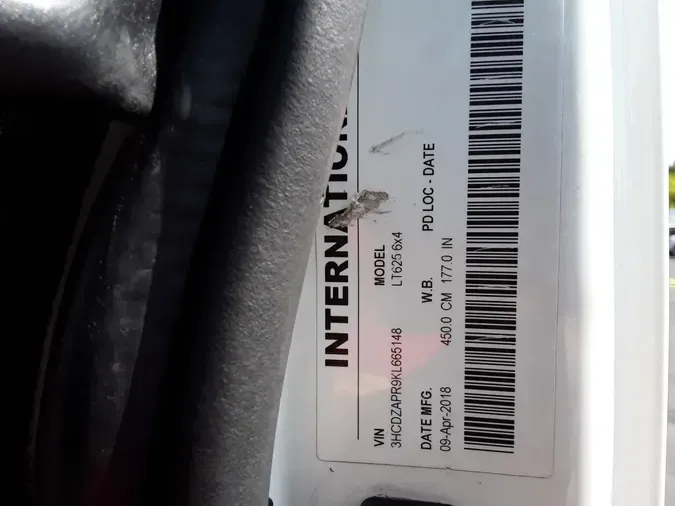 INTERNATIONAL
VIN MODEL
3HCDZAPR9KL665148 LT625 6x4
DATE MFG. W.B. PD LOC - DATE
09-Apr-2018 450.0 CM 177.0 IN